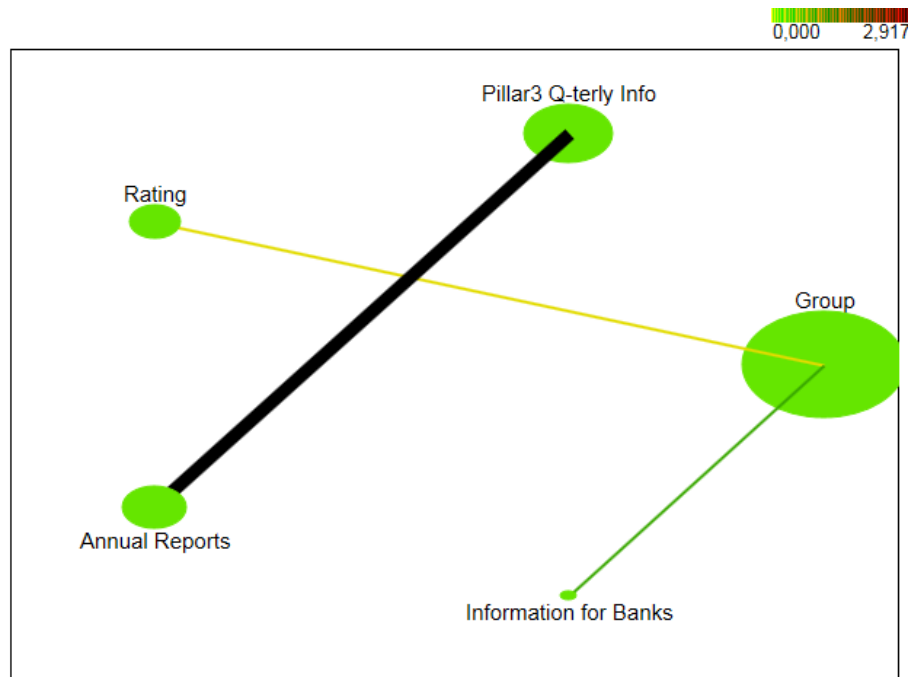 0,000 2,917
Pillar3 Q-terly Info
Rating
Group
Annual Reports
Information for Banks